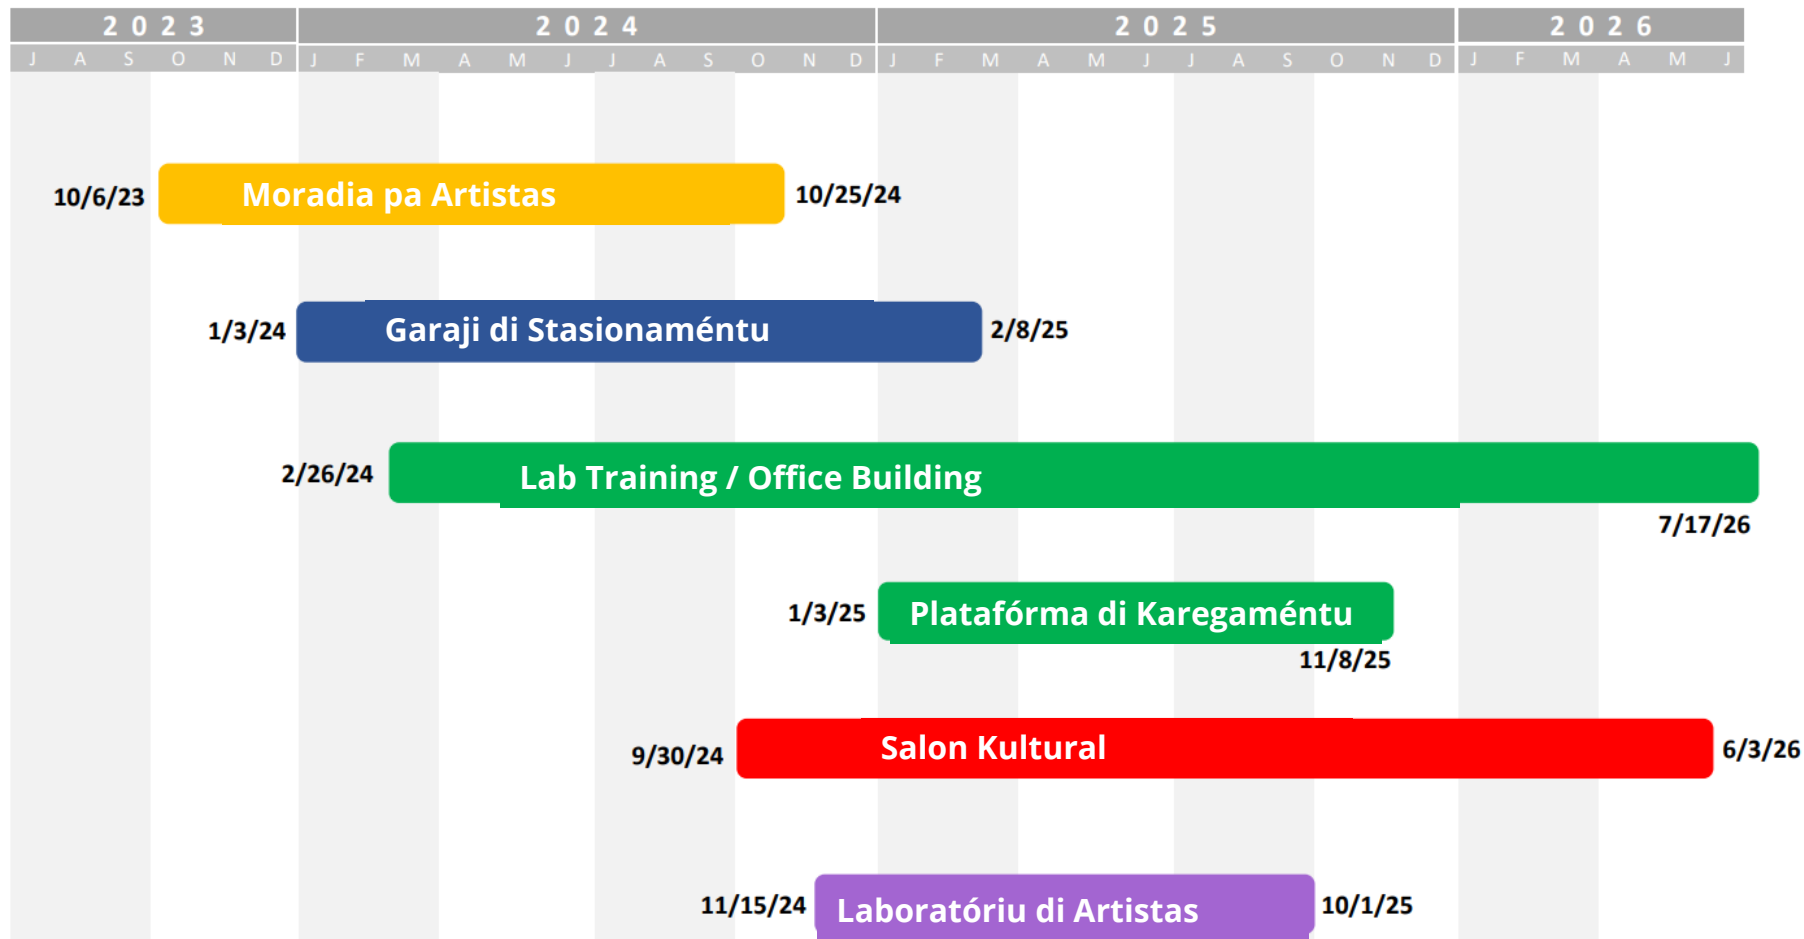 2023 2024 2025 2026
J A S O N D J F M A M J J A S O N D J F M A M J J A S O N D J F M A M J
10/6/23 Moradia pa Artistas 10/25/24
1/3/24 Garaji di Stasionaméntu 2/8/25
2/26/24 Lab Training / Office Building
7/17/26
1/3/25 Plataforma di Karegaméntu
11/8/25
9/30/24 Salon Kultural 6/3/26
11/15/24 Laboratóriu di Artistas 10/1/25